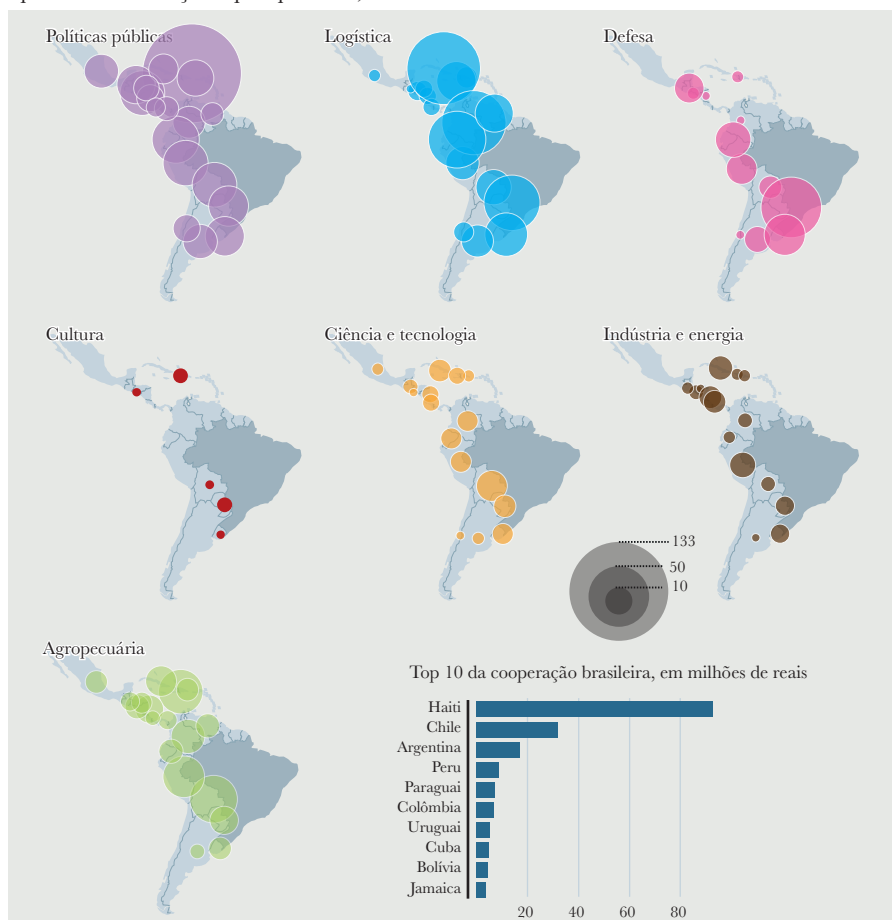 Políticas públicas
Logística
Defesa
Cultura
Ciência e tecnologia
Indústria e energia
133
50
10
Agropecuária
Top 10 da cooperação brasileira, em milhões de reais
Haiti
Chile
Argentina
Peru
Paraguai
Colômbia
Uruguai
Cuba
Bolívia
Jamaica
20 40 60 80